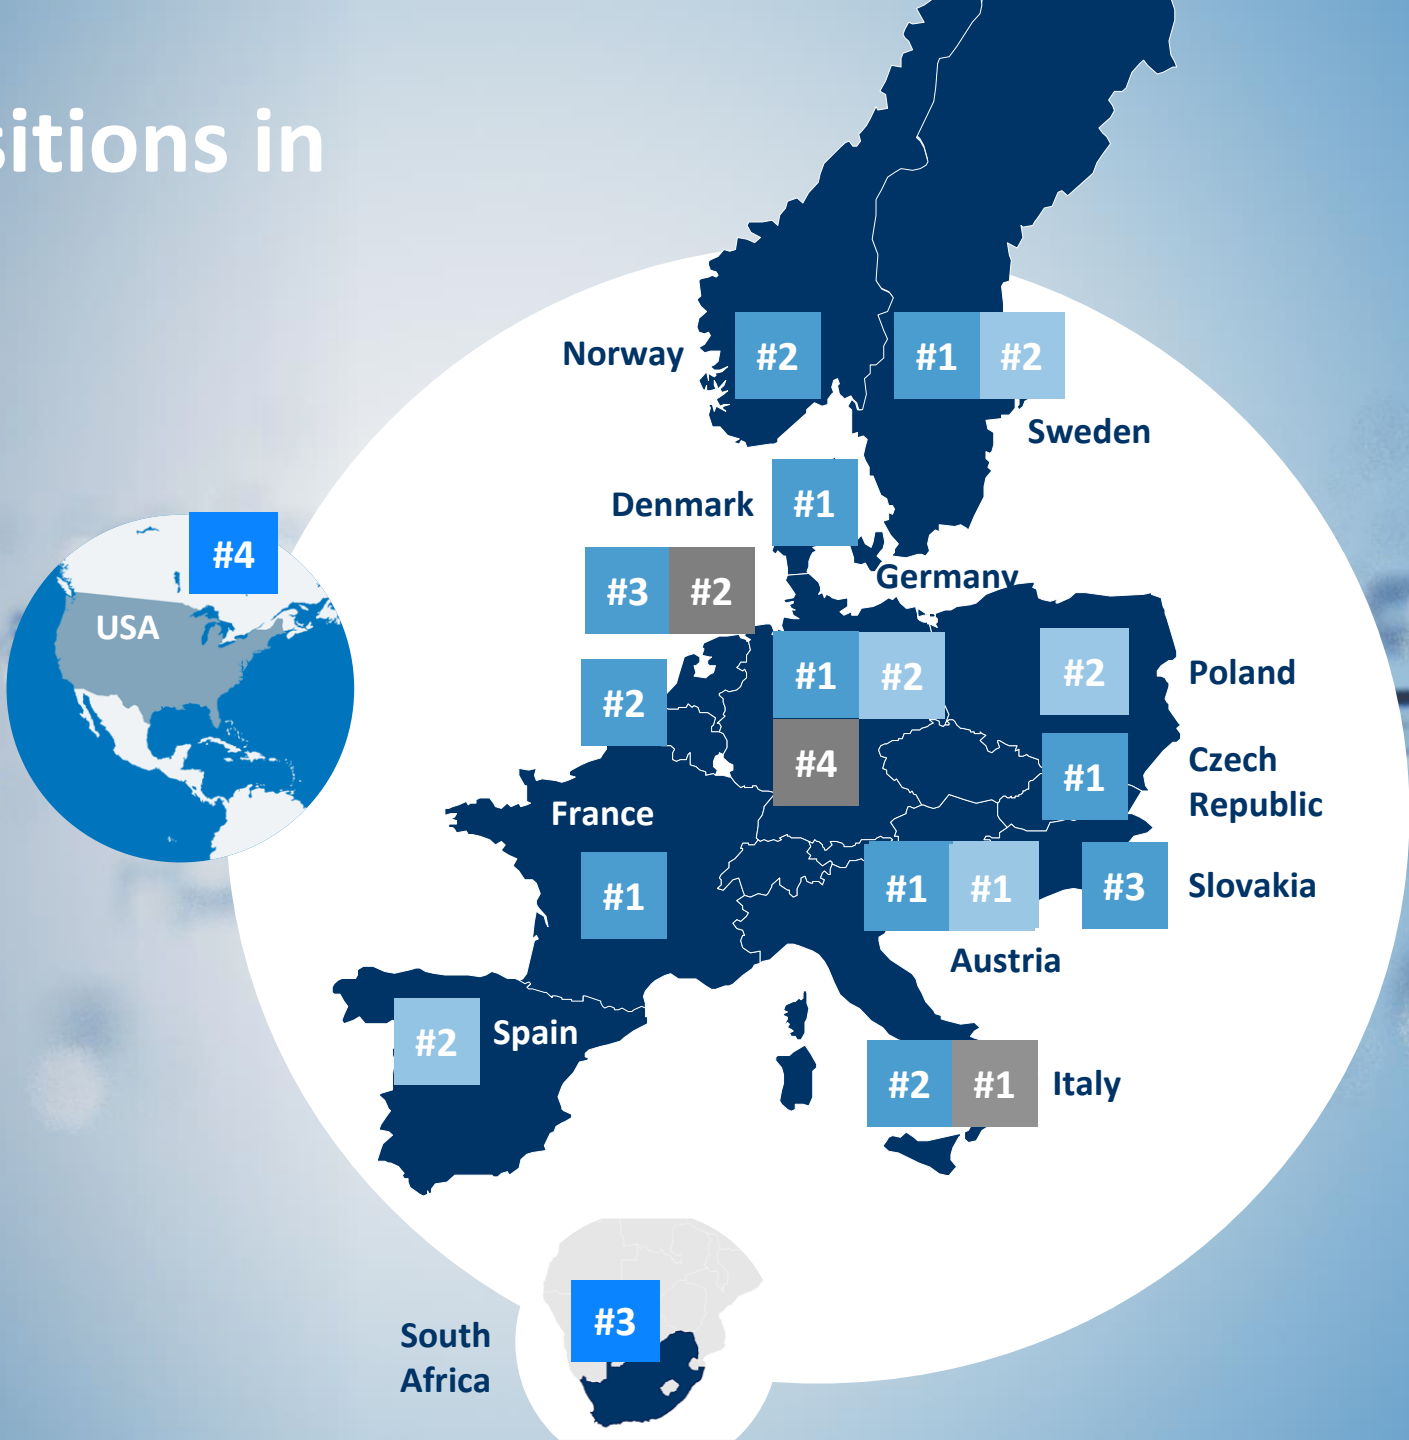 sitions in
Norway
#2
#1
#2
Sweden
Denmark
#1
#4
USA
#3
#2
Germany
#1
#2
#4
#2
#2
Poland
#1
Czech
Republic
France
#1
#1
#1
Austria
#3
Slovakia
#2
Spain
#2
#1
Italy
#3
South
Africa